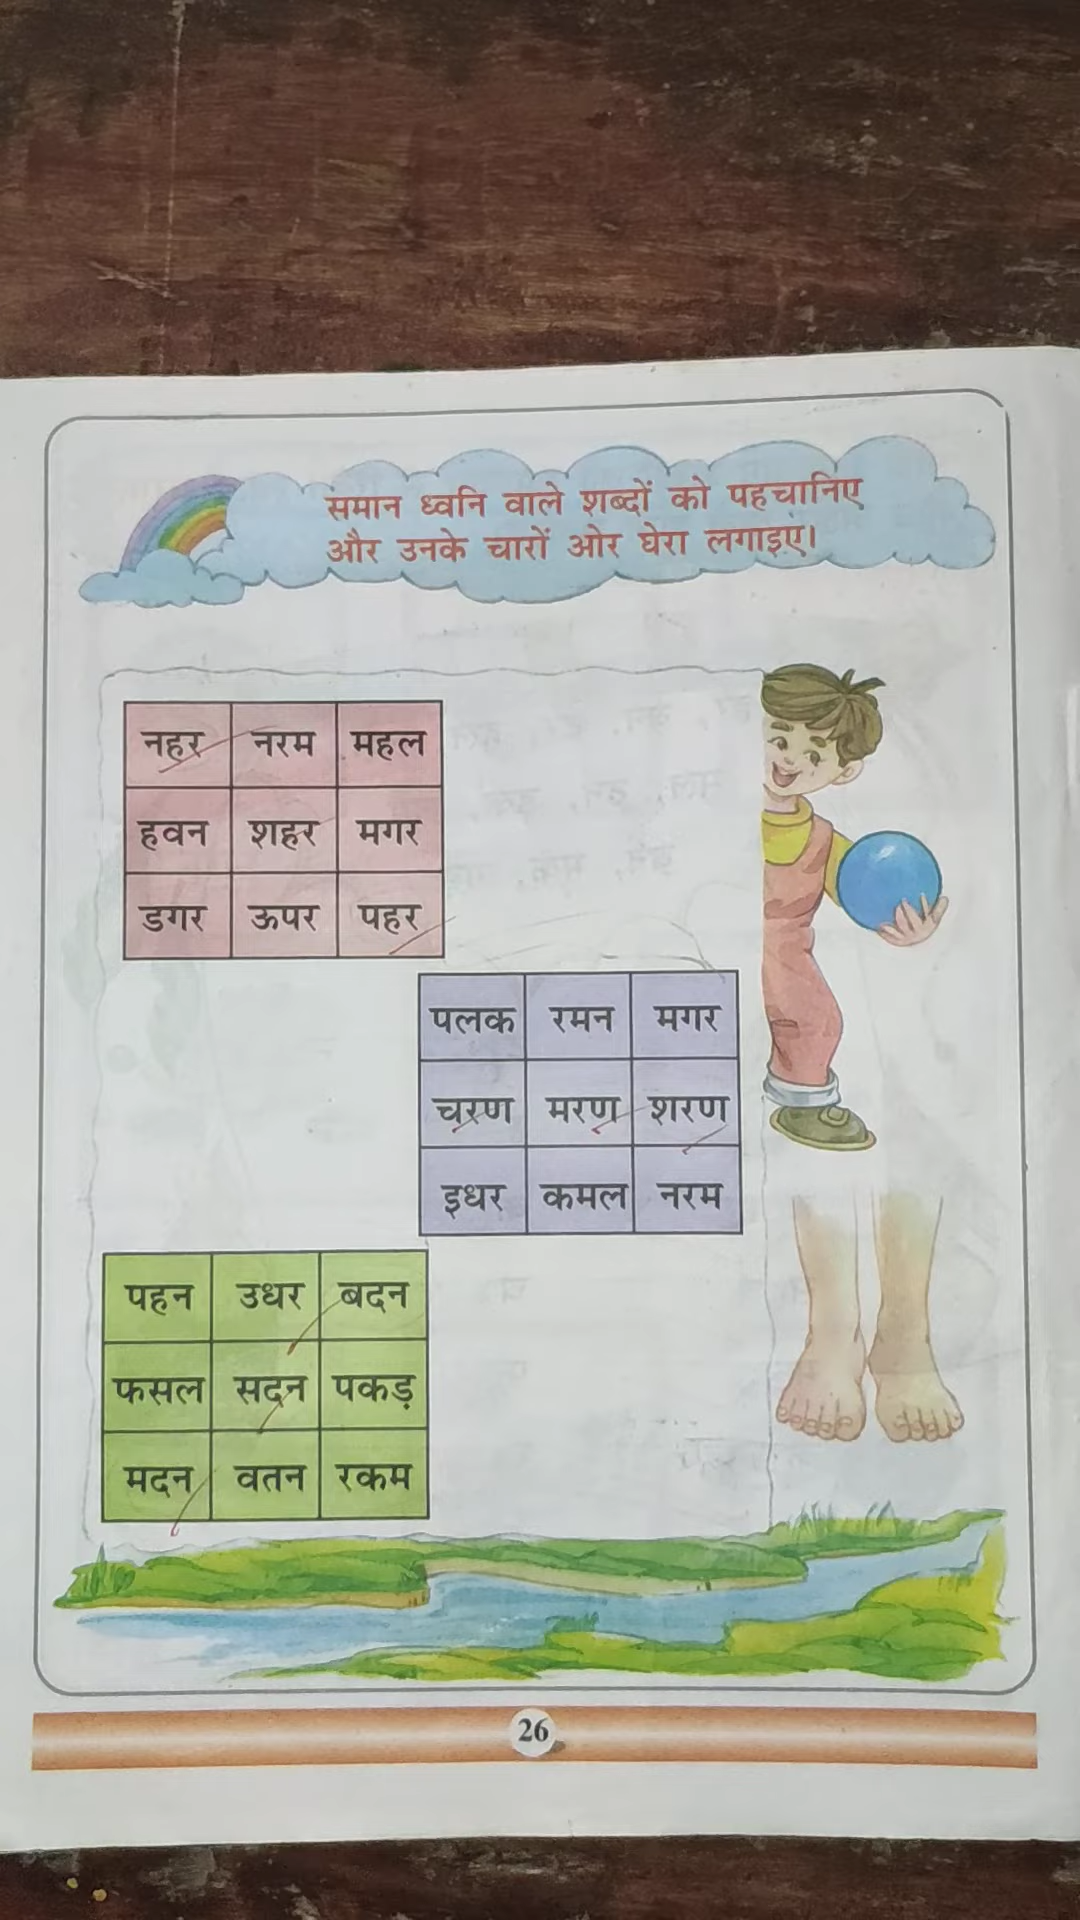 समान ध्वनि वाले शब्दों को पहचानिए
और उनके चारों ओर घेरा लगाइए।
नहर नरम महल
हवन शहर मगर
डगर ऊपर पहर
पलक रमन मगर
चरण मरण शरण
इधर कमल नरम
पहन उधर बदन
फसल सदन पकड़
मदन वतन रकम
26